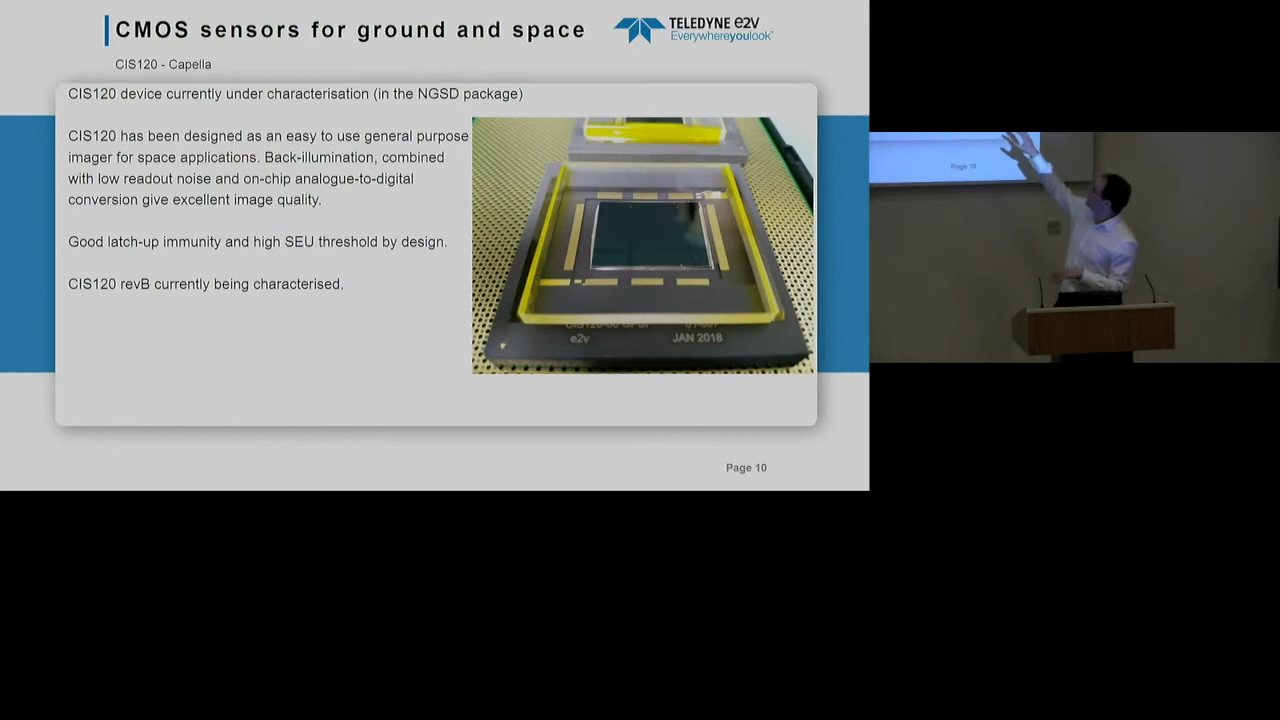 CMOS sensors for ground and space
TELEDYNE e2v
Everywhereyoulook
CIS120 - Capella
CIS120 device currently under characterisation (in the NGSD package)
CIS120 has been designed as an easy to use general purpose
imager for space applications. Back-illumination, combined
with low readout noise and on-chip analogue-to-digital
conversion give excellent image quality.
Good latch-up immunity and high SEU threshold by design.
CIS120 revB currently being characterised.
e2v
JAN 2018
Page 10
Page 10